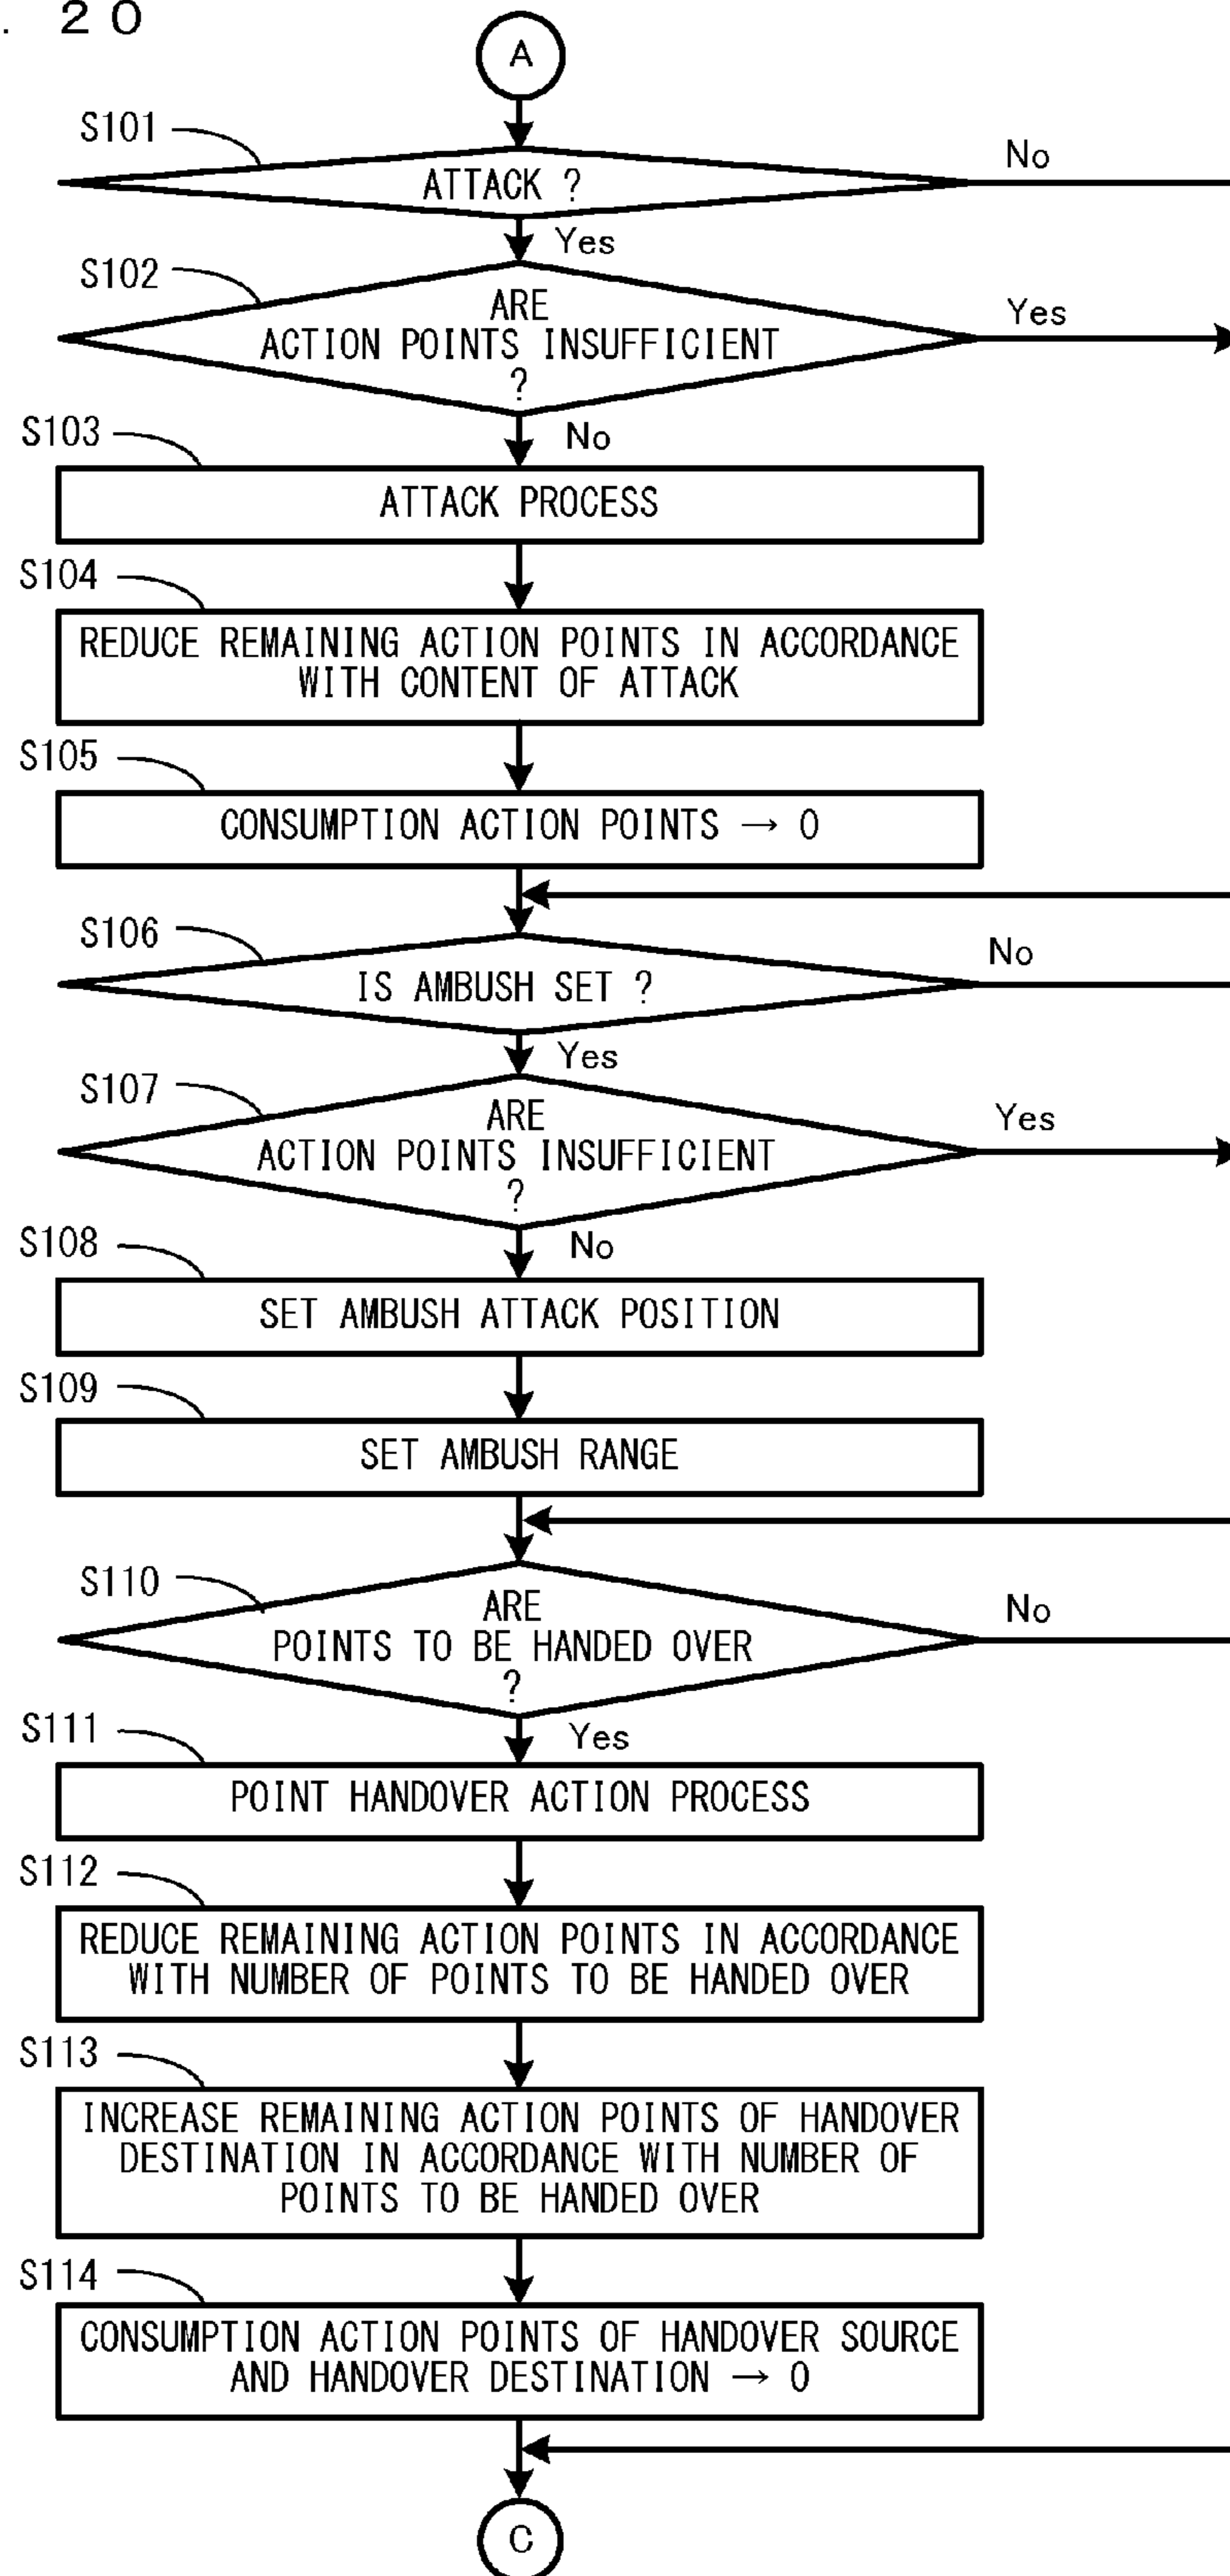 . 20
A
S101
ATTACK ?
No
Yes
S102
ARE
ACTION POINTS INSUFFICIENT
?
Yes
No
S103
ATTACK PROCESS
S104
REDUCE REMAINING ACTION POINTS IN ACCORDANCE
WITH CONTENT OF ATTACK
S105
CONSUMPTION ACTION POINTS → 0
S106
IS AMBUSH SET ?
No
Yes
S107
ARE
ACTION POINTS INSUFFICIENT
?
Yes
No
S108
SET AMBUSH ATTACK POSITION
S109
SET AMBUSH RANGE
S110
ARE
POINTS TO BE HANDED OVER
?
No
Yes
S111
POINT HANDOVER ACTION PROCESS
S112
REDUCE REMAINING ACTION POINTS IN ACCORDANCE
WITH NUMBER OF POINTS TO BE HANDED OVER
S113
INCREASE REMAINING ACTION POINTS OF HANDOVER
DESTINATION IN ACCORDANCE WITH NUMBER OF
POINTS TO BE HANDED OVER
S114
CONSUMPTION ACTION POINTS OF HANDOVER SOURCE
AND HANDOVER DESTINATION → 0
C